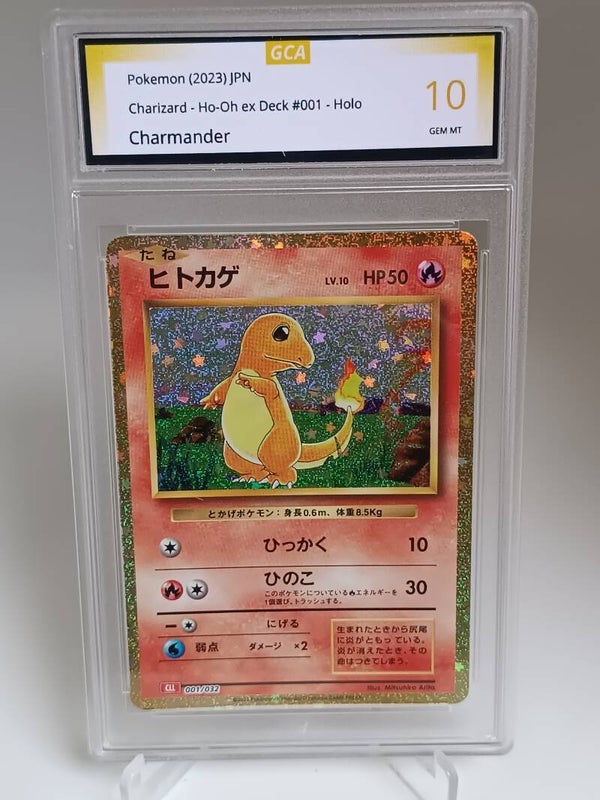 GCA
Pokemon (2023) JPN
Charizard - Ho-Oh ex Deck #001 - Holo
Charmander
10
GEM MT
たね
ヒトカゲ
LV.10 HP50
とかげポケモン：身長0.6m、体重8.5Kg
ひっかく 10
ひのこ 30
このポケモンについている🔥エネルギーを
1個選び、トラッシュする。
にげる
弱点 ダメージ ×2
生まれたときから尻尾
に炎がともっている。
炎が消えたとき、その
命はつきてしまう。
CLL 001/032
Illus. Mitsuhiro Arita